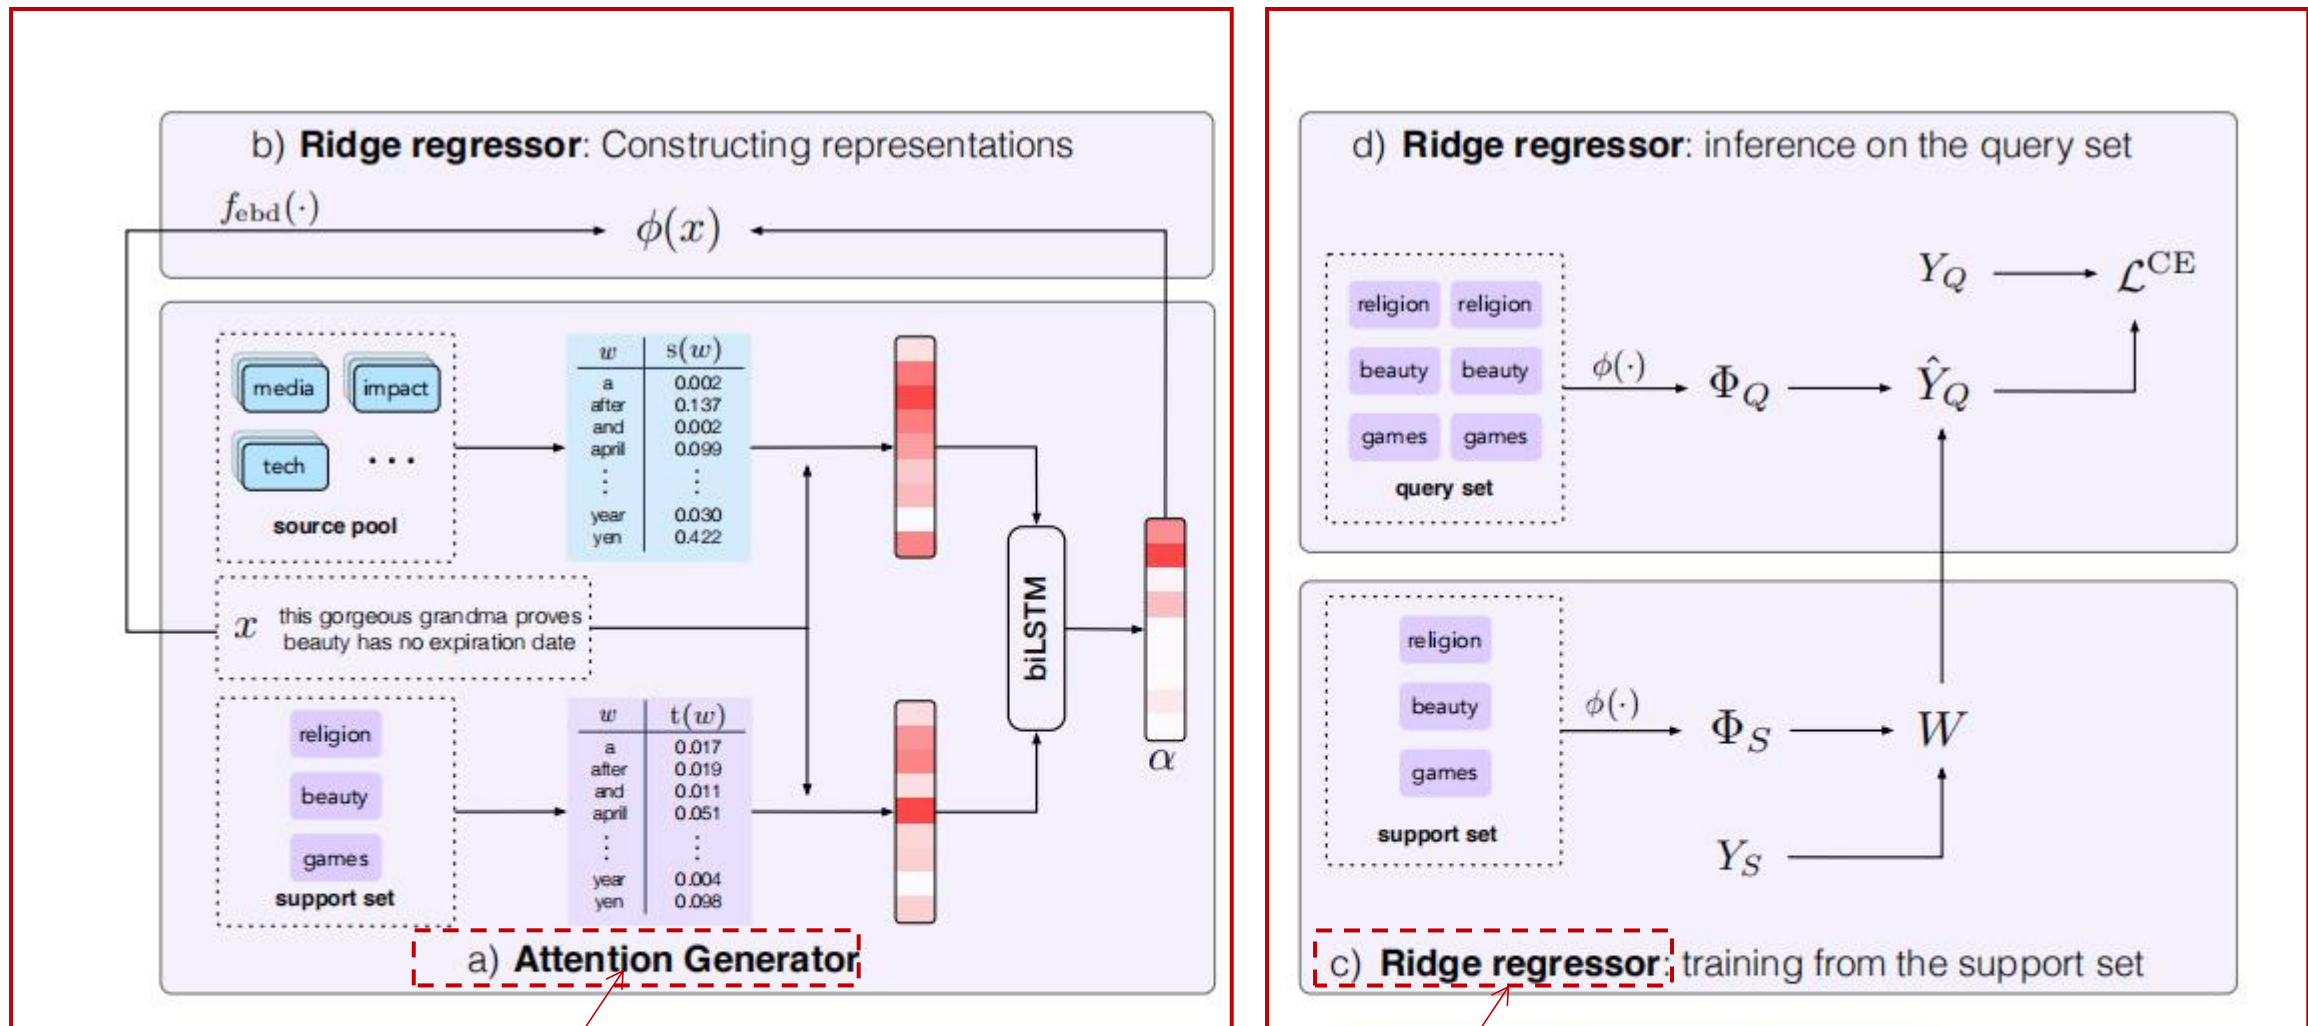 b) Ridge regressor: Constructing representations
f_ebd(·)
ϕ(x)
media
impact
tech
...
source pool
w s(w)
a 0.002
after 0.137
and 0.002
april 0.099
⋮ ⋮
year 0.030
yen 0.422
x this gorgeous grandma proves
beauty has no expiration date
religion
beauty
games
support set
w t(w)
a 0.017
after 0.019
and 0.011
april 0.051
⋮ ⋮
year 0.004
yen 0.098
biLSTM
α
a) Attention Generator
d) Ridge regressor: inference on the query set
religion religion
beauty beauty
games games
query set
ϕ(·)
Φ_Q
Ŷ_Q
Y_Q
ℒ^CE
religion
beauty
games
support set
ϕ(·)
Φ_S
W
Y_S
c) Ridge regressor: training from the support set